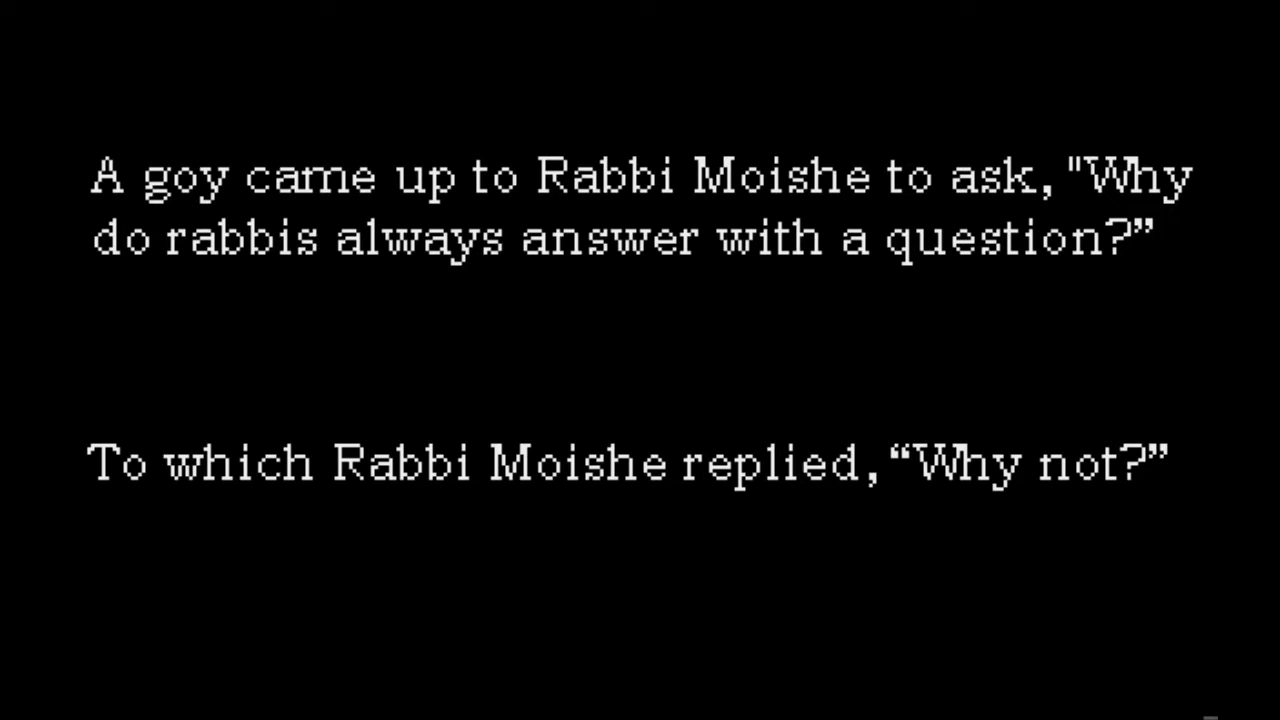 A goy came up to Rabbi Moishe to ask, "Why
do rabbis always answer with a question?”
To which Rabbi Moishe replied, “Why not?”